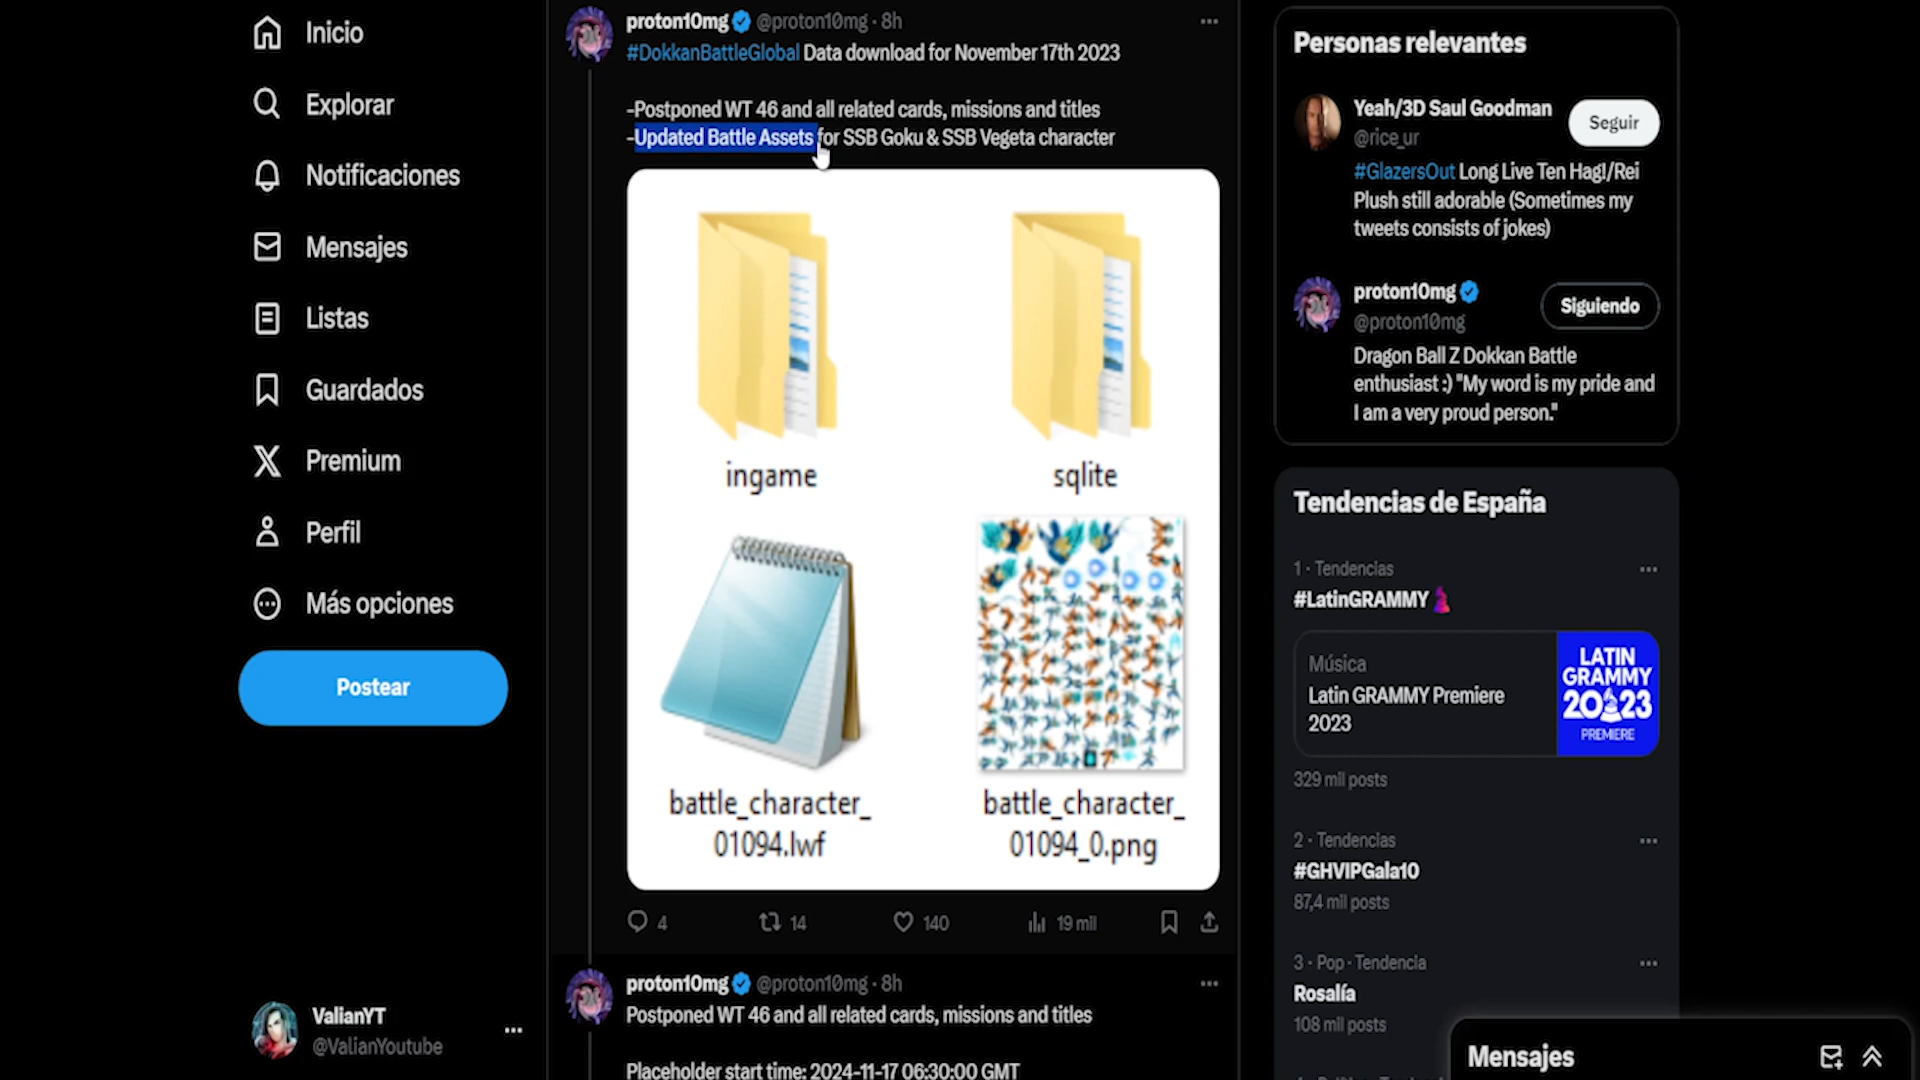 Inicio
Explorar
Notificaciones
Mensajes
Listas
Guardados
Premium
Perfil
Más opciones
Postear
ValianYT
@ValianYoutube
proton10mg @proton10mg · 8h
#DokkanBattleGlobal Data download for November 17th 2023
-Postponed WT 46 and all related cards, missions and titles
-Updated Battle Assets for SSB Goku & SSB Vegeta character
ingame
sqlite
battle_character_
01094.lwf
battle_character_
01094_0.png
4
14
140
19 mil
proton10mg @proton10mg · 8h
Postponed WT 46 and all related cards, missions and titles
Placeholder start time: 2024-11-17 06:30:00 GMT
Personas relevantes
Yeah/3D Saul Goodman
@rice_ur
Seguir
#GlazersOut Long Live Ten Hag!/Rei
Plush still adorable (Sometimes my
tweets consists of jokes)
proton10mg
@proton10mg
Siguiendo
Dragon Ball Z Dokkan Battle
enthusiast :) "My word is my pride and
I am a very proud person."
Tendencias de España
1 · Tendencias
#LatinGRAMMY
Música
Latin GRAMMY Premiere
2023
LATIN
GRAMMY
2023
PREMIERE
329 mil posts
2 · Tendencias
#GHVIPGala10
87,4 mil posts
3 · Pop · Tendencia
Rosalía
108 mil posts
Mensajes